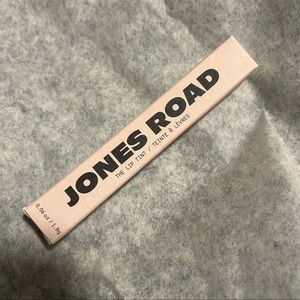 JONES ROAD
THE LIP TINT / TEINTE À LÈVRES
0.06 oz / 1.8g